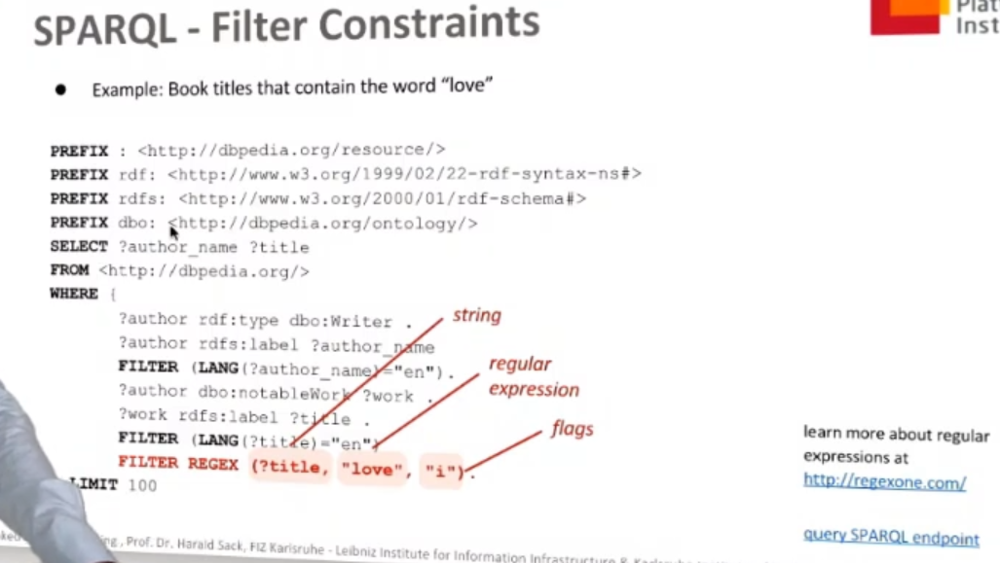 SPARQL - Filter Constraints
Inst
● Example: Book titles that contain the word “love”
PREFIX : <http://dbpedia.org/resource/>
PREFIX rdf: <http://www.w3.org/1999/02/22-rdf-syntax-ns#>
PREFIX rdfs: <http://www.w3.org/2000/01/rdf-schema#>
PREFIX dbo: <http://dbpedia.org/ontology/>
SELECT ?author_name ?title
FROM <http://dbpedia.org/>
WHERE {
?author rdf:type dbo:Writer .
string
?author rdfs:label ?author_name
FILTER (LANG(?author_name)="en").
regular
expression
?author dbo:notableWork ?work .
?work rdfs:label ?title .
flags
FILTER (LANG(?title)="en")
FILTER REGEX (?title, "love", "i").
LIMIT 100
learn more about regular
expressions at
http://regexone.com/
query SPARQL endpoint
ing , Prof. Dr. Harald Sack, FIZ Karlsruhe - Leibniz Institute for Information Infrastructure &